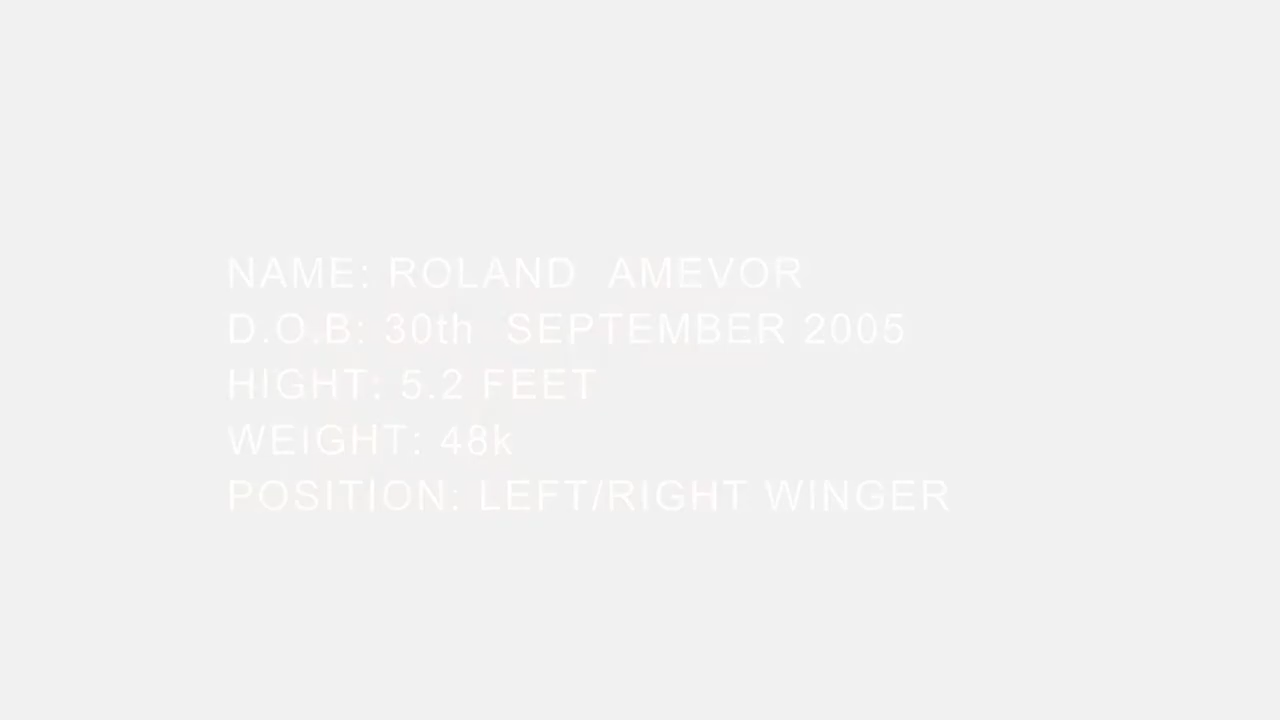 NAME: ROLAND AMEVOR
D.O.B: 30th SEPTEMBER 2005
HIGHT: 5.2 FEET
WEIGHT: 48k
POSITION: LEFT/RIGHT WINGER